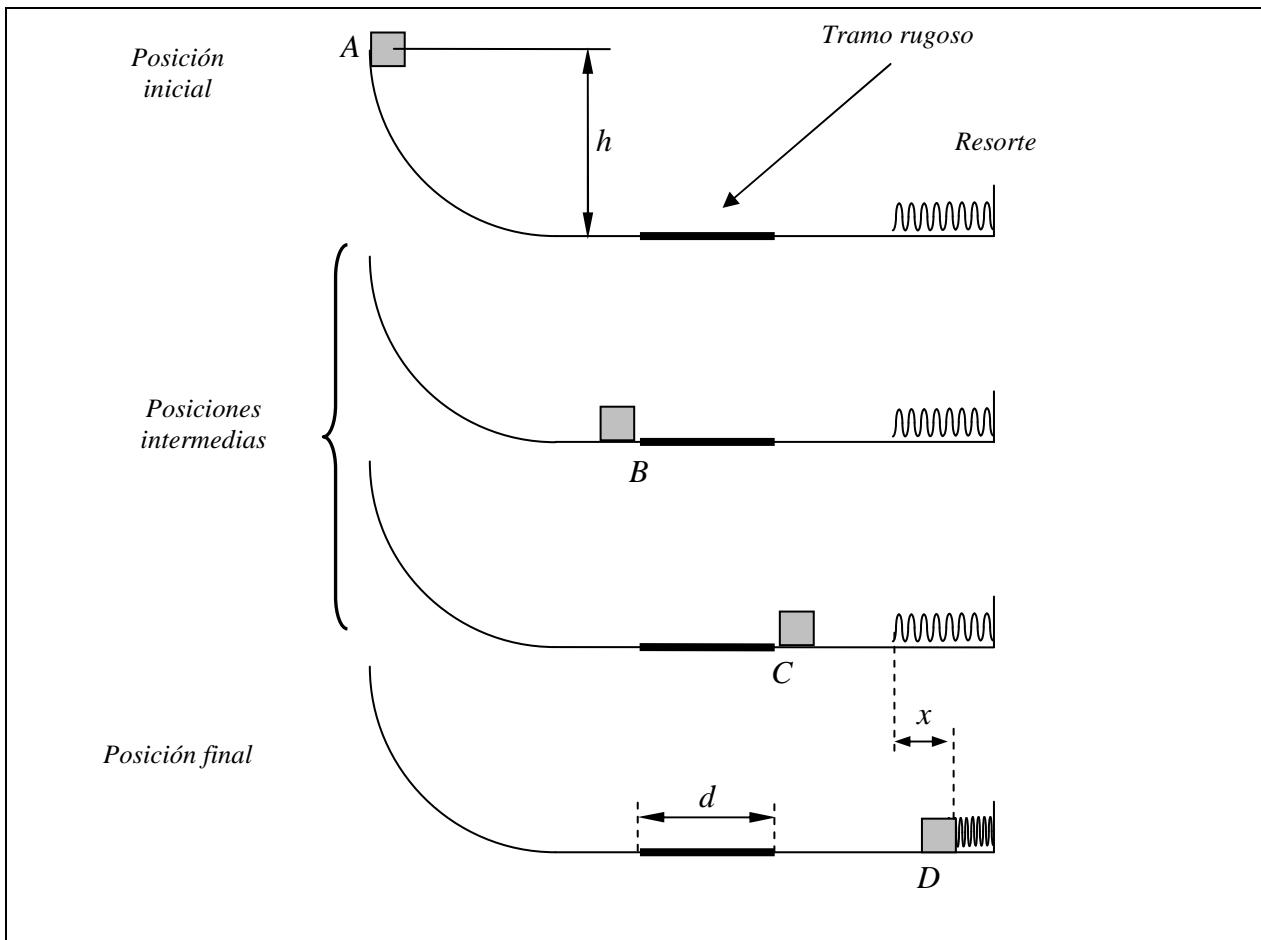 Posición
inicial
A
h
Tramo rugoso
Resorte
Posiciones
intermedias
B
C
x
Posición final
d
D